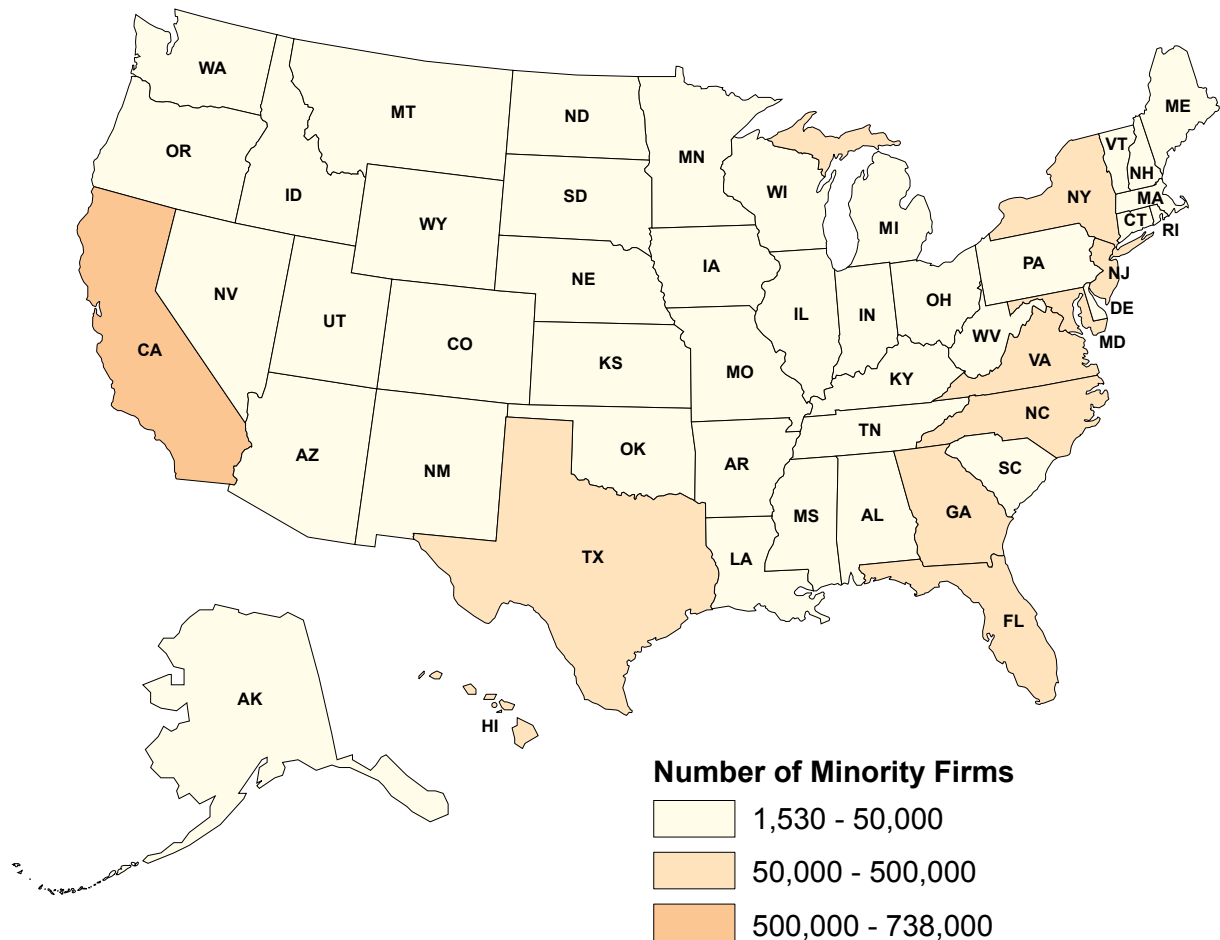 WA
MT
ND
MN
ME
OR
ID
SD
WI
VT
NH
NY
MA
CT
RI
WY
MI
IA
NE
PA
NJ
NV
UT
CO
IL
IN
OH
DE
MD
WV
VA
CA
KS
MO
KY
NC
TN
AZ
NM
OK
AR
SC
MS
AL
GA
TX
LA
FL
AK
HI
Number of Minority Firms
1,530 - 50,000
50,000 - 500,000
500,000 - 738,000